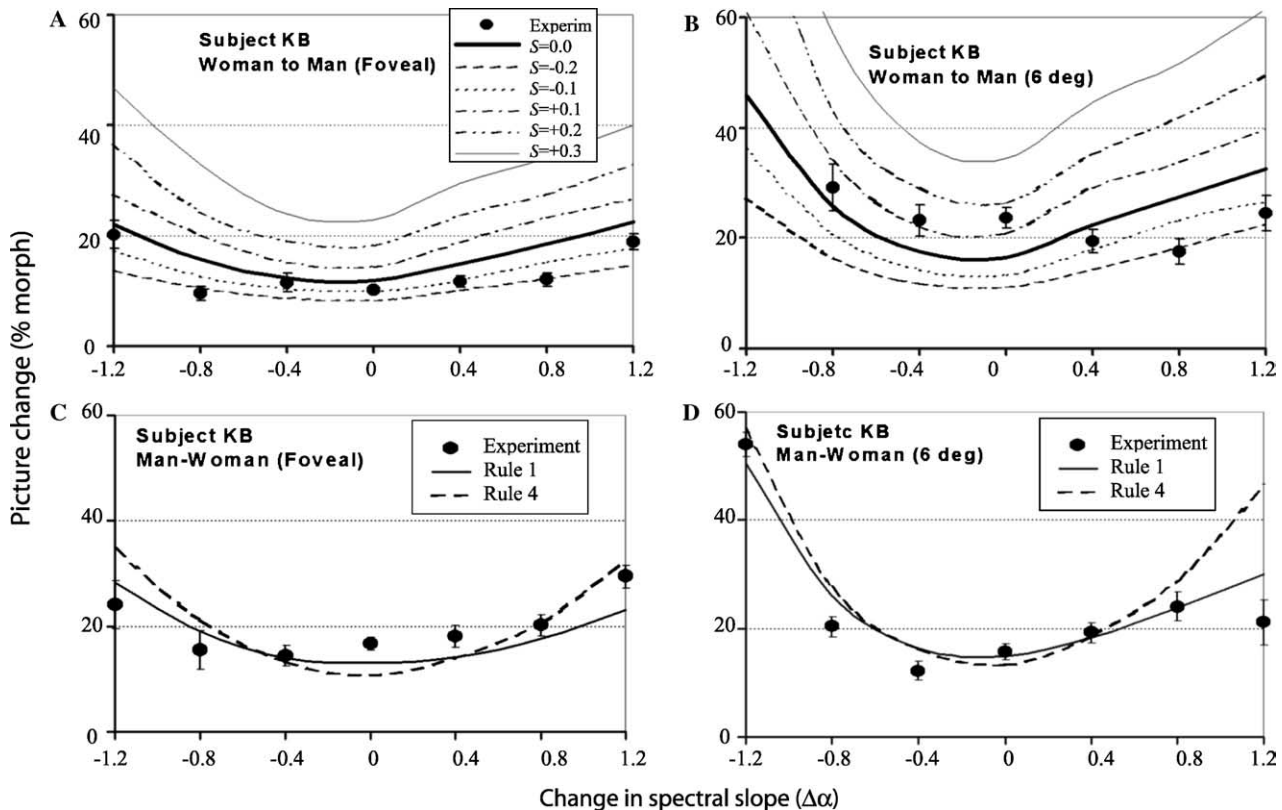 A
60
40
20
0
-1.2
-0.8
-0.4
0
0.4
0.8
1.2
Subject KB
Woman to Man (Foveal)
Experim
S=0.0
S=-0.2
S=-0.1
S=+0.1
S=+0.2
S=+0.3
B
60
40
20
0
-1.2
-0.8
-0.4
0
0.4
0.8
1.2
Subject KB
Woman to Man (6 deg)
C
60
40
20
0
-1.2
-0.8
-0.4
0
0.4
0.8
1.2
Subject KB
Man-Woman (Foveal)
Experiment
Rule 1
Rule 4
D
60
40
20
0
-1.2
-0.8
-0.4
0
0.4
0.8
1.2
Subjetc KB
Man-Woman (6 deg)
Experiment
Rule 1
Rule 4
Picture change (% morph)
Change in spectral slope (Δα)